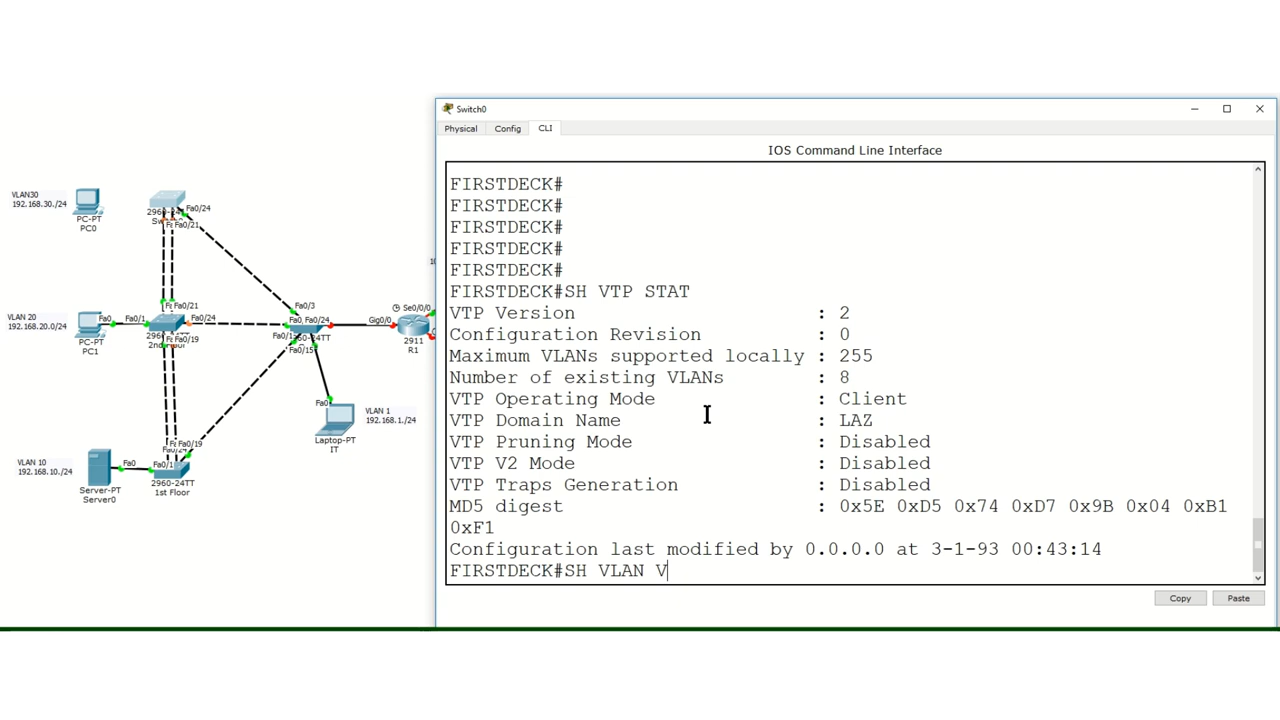 Switch0
Physical
Config
CLI
IOS Command Line Interface
FIRSTDECK#
FIRSTDECK#
FIRSTDECK#
FIRSTDECK#
FIRSTDECK#
FIRSTDECK#SH VTP STAT
VTP Version : 2
Configuration Revision : 0
Maximum VLANs supported locally : 255
Number of existing VLANs : 8
VTP Operating Mode : Client
VTP Domain Name : LAZ
VTP Pruning Mode : Disabled
VTP V2 Mode : Disabled
VTP Traps Generation : Disabled
MD5 digest : 0x5E 0xD5 0x74 0xD7 0x9B 0x04 0xB1
0xF1
Configuration last modified by 0.0.0.0 at 3-1-93 00:43:14
FIRSTDECK#SH VLAN V
Copy
Paste
VLAN30
192.168.30./24
PC-PT
PC0
Fa0/24
Fa0/21
Fa0/3
VLAN 20
192.168.20.0/24
Fa0
Fa0/1
PC-PT
PC1
Fa0/21
Fa0/24
Fa0/19
Fa0/24
Fa0/15
Gig0/0
Se0/0/0
2911
R1
Fa0
Laptop-PT
IT
VLAN 1
192.168.1./24
VLAN 10
192.168.10./24
Server-PT
Server0
Fa0
Fa0/1
Fa0/19
2960-24TT
1st Floor